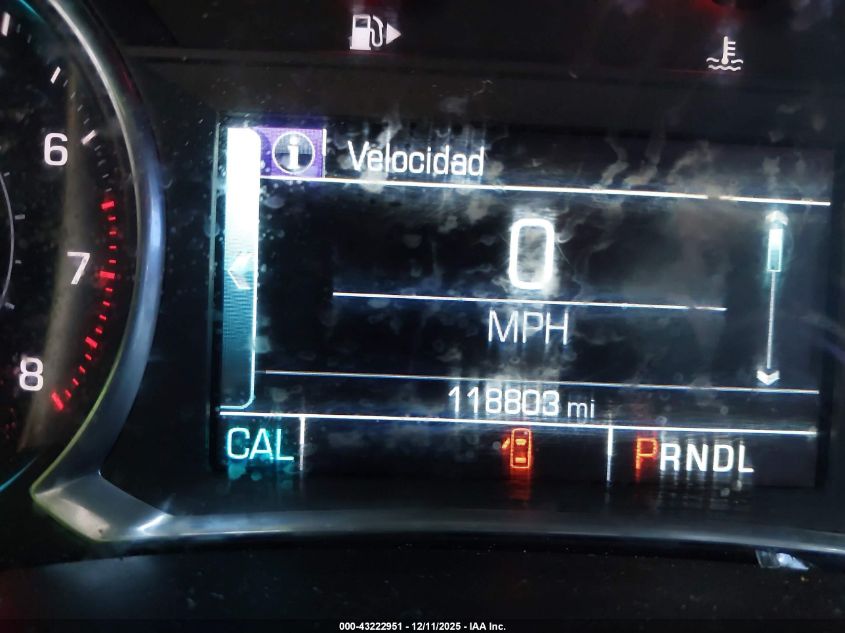 6
7
8
i Velocidad
0
MPH
118803 mi
CAL
PRNDL
000-43222951 - 12/11/2025 - IAA Inc.